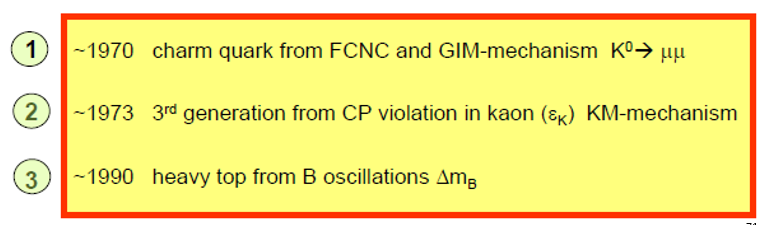 1 ~1970 charm quark from FCNC and GIM-mechanism K⁰→ μμ
2 ~1973 3ʳᵈ generation from CP violation in kaon (εK) KM-mechanism
3 ~1990 heavy top from B oscillations ΔmB